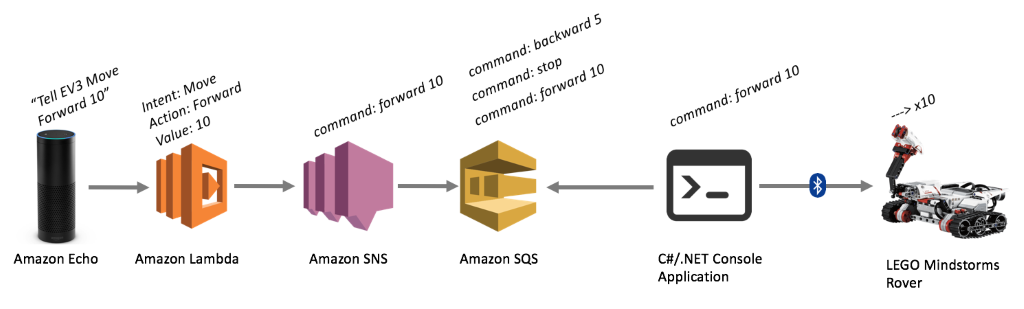 “Tell EV3 Move
Forward 10”
Intent: Move
Action: Forward
Value: 10
command: forward 10
command: backward 5
command: stop
command: forward 10
command: forward 10
---> x10
Amazon Echo
Amazon Lambda
Amazon SNS
Amazon SQS
C#/.NET Console
Application
LEGO Mindstorms
Rover